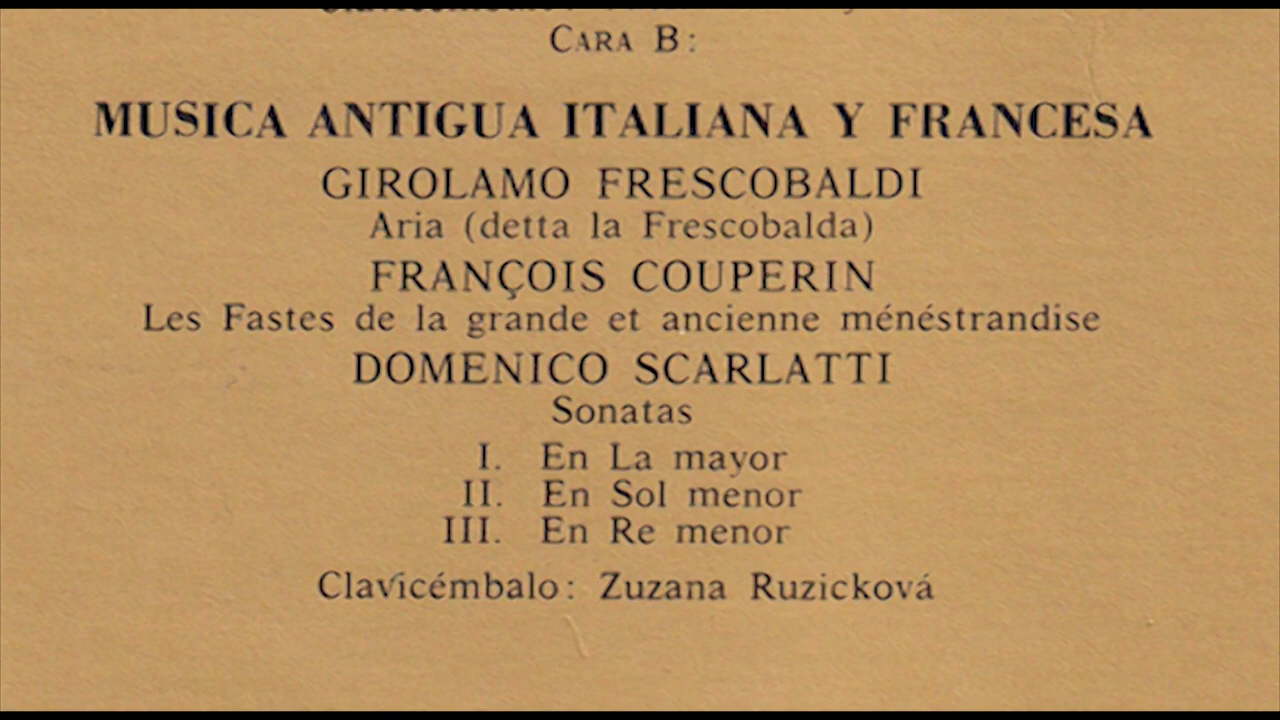 CARA B:
MUSICA ANTIGUA ITALIANA Y FRANCESA
GIROLAMO FRESCOBALDI
Aria (detta la Frescobalda)
FRANÇOIS COUPERIN
Les Fastes de la grande et ancienne ménéstrandise
DOMENICO SCARLATTI
Sonatas
I. En La mayor
II. En Sol menor
III. En Re menor
Clavicémbalo: Zuzana Ruzicková